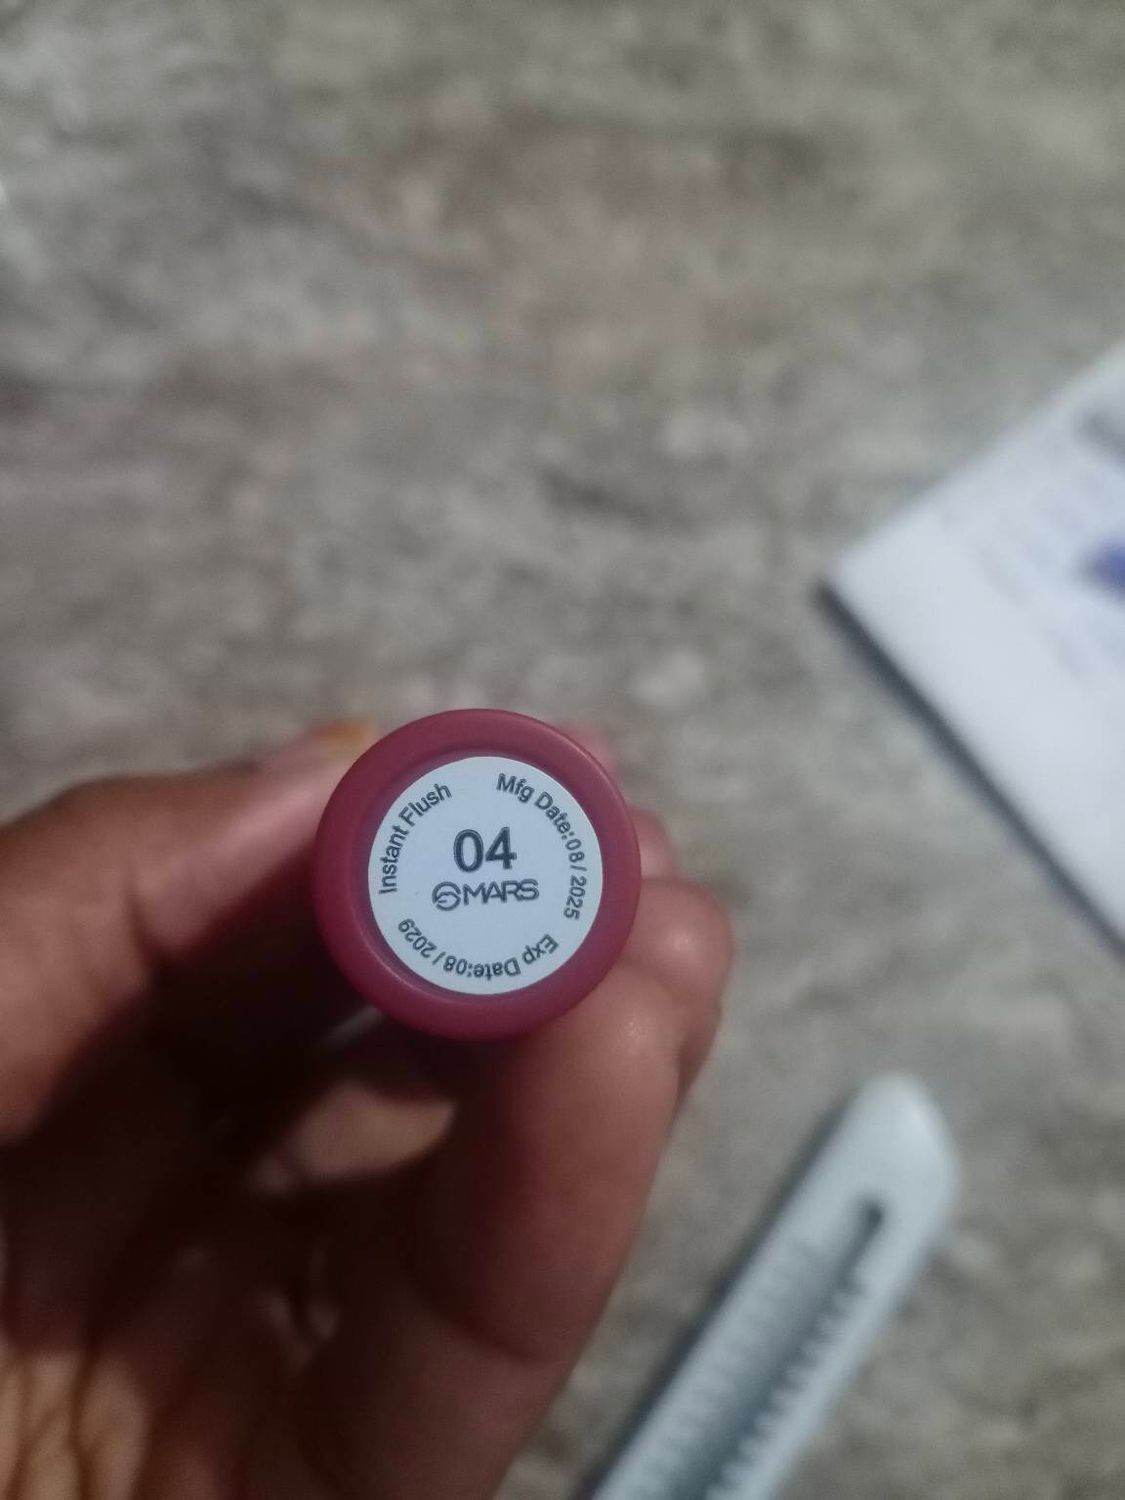 Instant Flush
Mfg Date:08/2025
04
MARS
Exp Date:08/2029